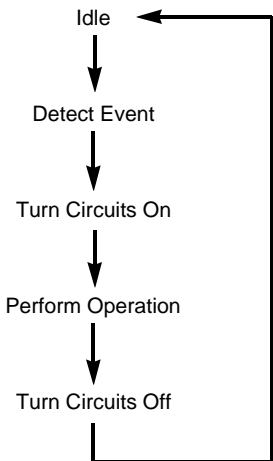 Idle
Detect Event
Turn Circuits On
Perform Operation
Turn Circuits Off